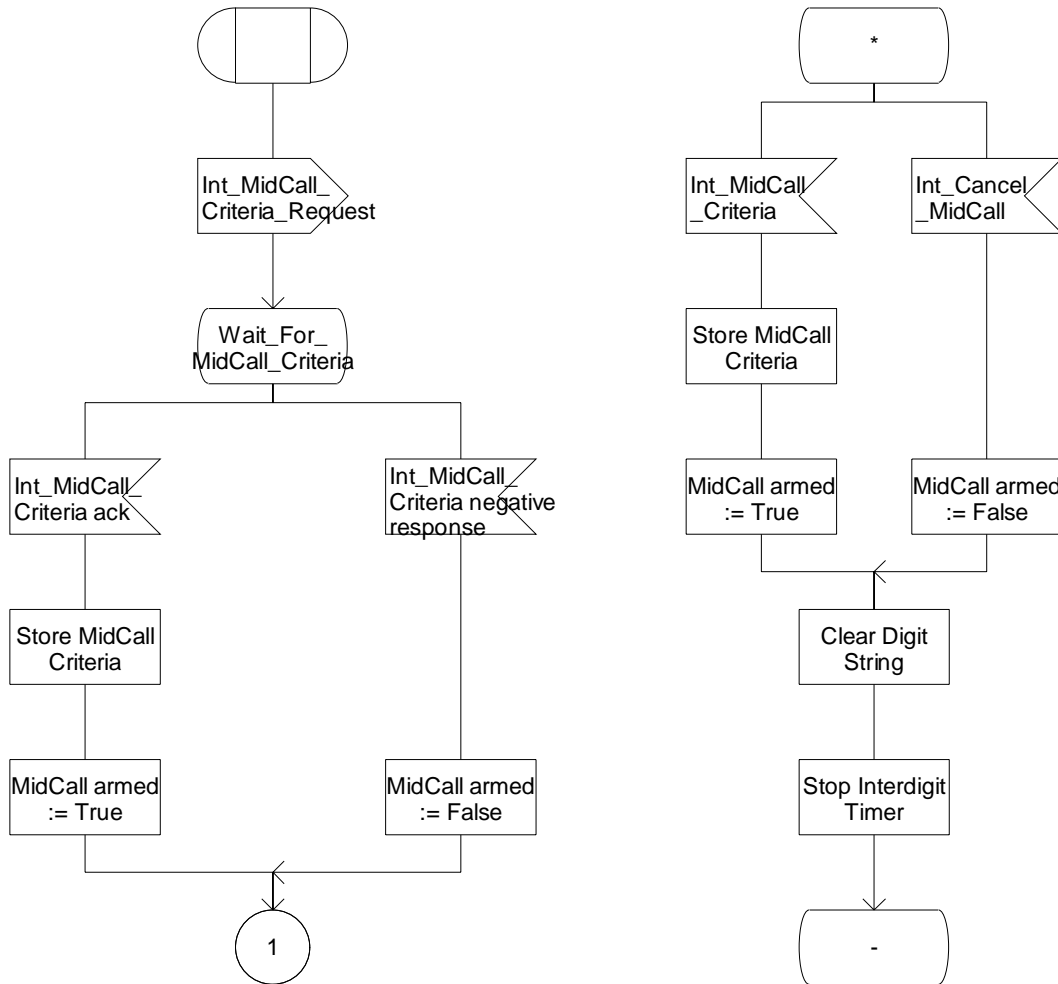 Int_MidCall_
Criteria_Request
Wait_For_
MidCall_Criteria
Int_MidCall_
Criteria ack
Int_MidCall_
Criteria negative
response
Store MidCall
Criteria
MidCall armed
:= True
MidCall armed
:= False
1
*
Int_MidCall
_Criteria
Int_Cancel
_MidCall
Store MidCall
Criteria
MidCall armed
:= True
MidCall armed
:= False
Clear Digit
String
Stop Interdigit
Timer
-